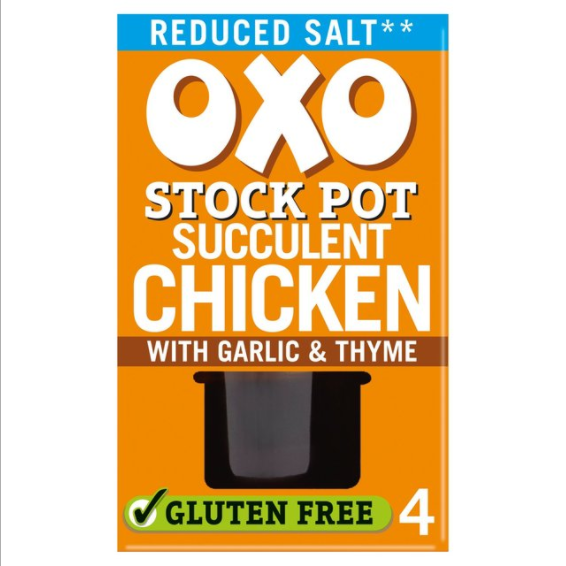 REDUCED SALT**
OXO
STOCK POT
SUCCULENT
CHICKEN
WITH GARLIC & THYME
GLUTEN FREE
4